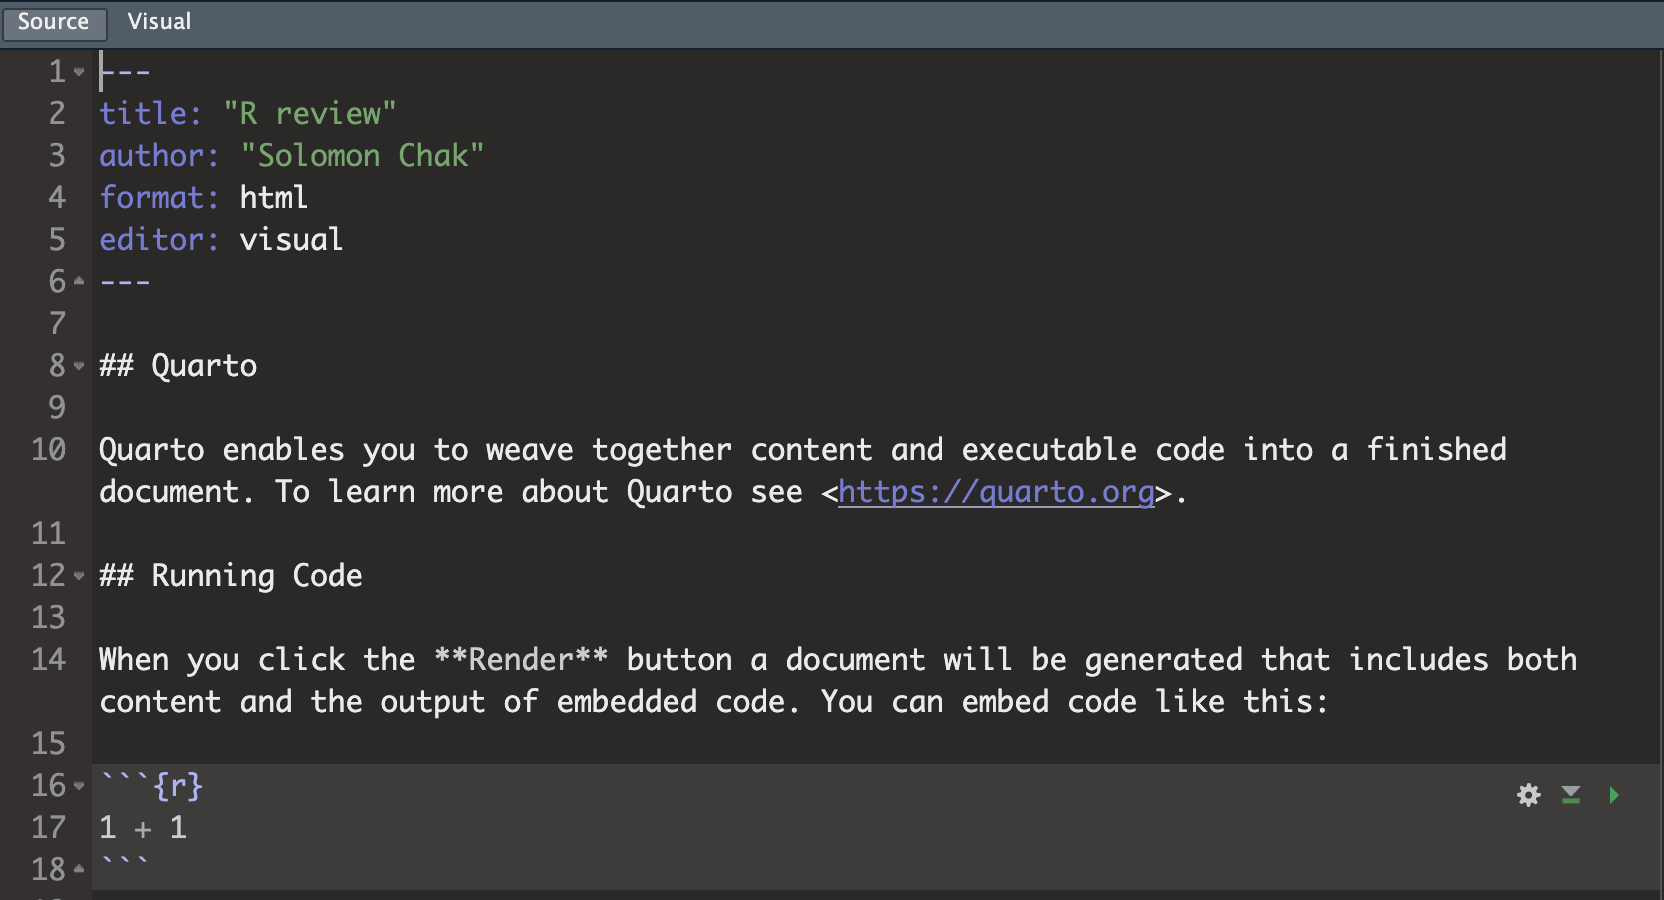 Source Visual
1 ---
2 title: "R review"
3 author: "Solomon Chak"
4 format: html
5 editor: visual
6 ---
7
8 ## Quarto
9
10 Quarto enables you to weave together content and executable code into a finished
document. To learn more about Quarto see <https://quarto.org>.
11
12 ## Running Code
13
14 When you click the **Render** button a document will be generated that includes both
content and the output of embedded code. You can embed code like this:
15
16 ```{r}
17 1 + 1
18 ```